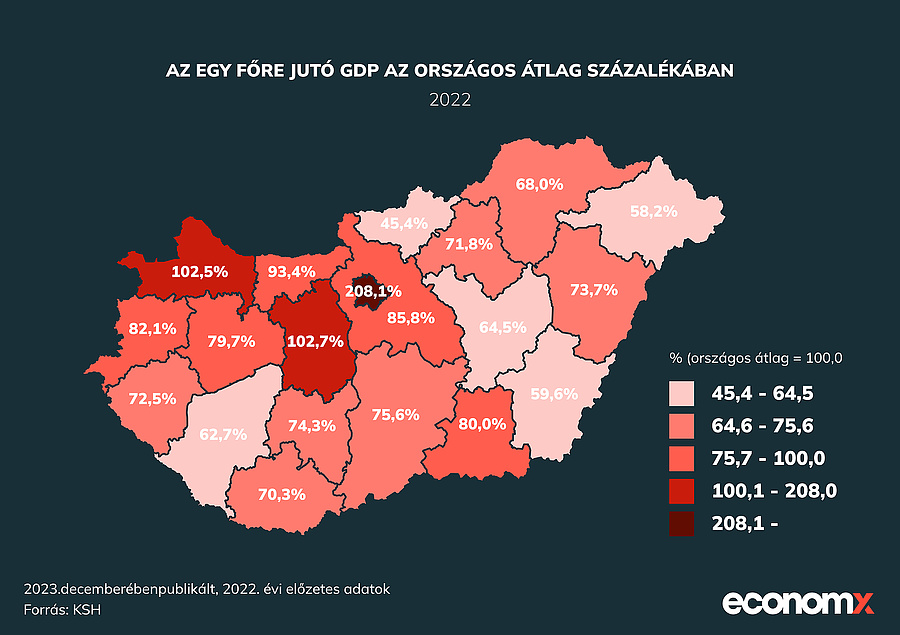 AZ EGY FŐRE JUTÓ GDP AZ ORSZÁGOS ÁTLAG SZÁZALÉKÁBAN
2022
68,0%
58,2%
45,4%
71,8%
102,5%
93,4%
208,1%
73,7%
85,8%
82,1%
79,7%
102,7%
64,5%
% (országos átlag = 100,0
72,5%
59,6%
45,4 - 64,5
75,6%
64,6 - 75,6
62,7%
74,3%
80,0%
75,7 - 100,0
70,3%
100,1 - 208,0
208,1 -
2023.decemberébenpublikált, 2022. évi előzetes adatok
Forrás: KSH
economx